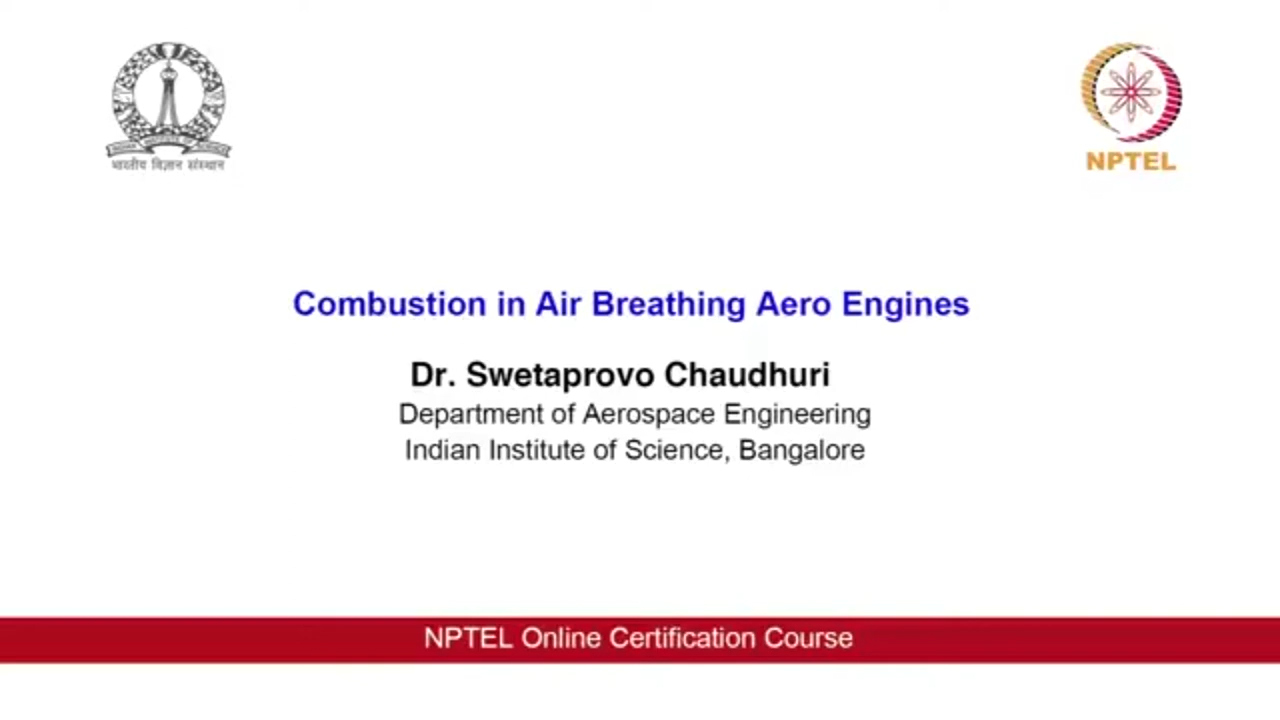 भारतीय विज्ञान संस्थान
NPTEL
Combustion in Air Breathing Aero Engines
Dr. Swetaprovo Chaudhuri
Department of Aerospace Engineering
Indian Institute of Science, Bangalore
NPTEL Online Certification Course